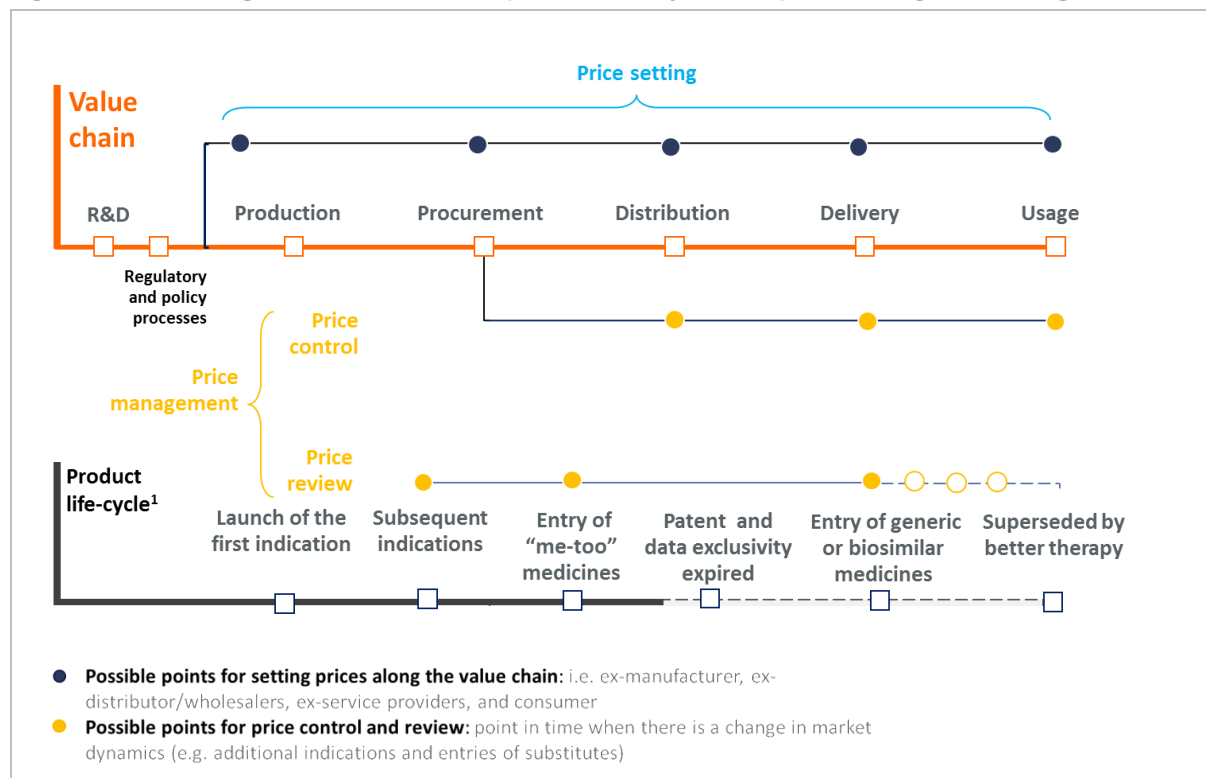 Price setting
Value
chain
R&D
Production
Procurement
Distribution
Delivery
Usage
Regulatory
and policy
processes
Price
control
Price
management
Price
review
Product
life-cycle¹
Launch of the
first indication
Subsequent
indications
Entry of
“me-too”
medicines
Patent and
data exclusivity
expired
Entry of generic
or biosimilar
medicines
Superseded by
better therapy
Possible points for setting prices along the value chain: i.e. ex-manufacturer, ex-
distributor/wholesalers, ex-service providers, and consumer
Possible points for price control and review: point in time when there is a change in market
dynamics (e.g. additional indications and entries of substitutes)